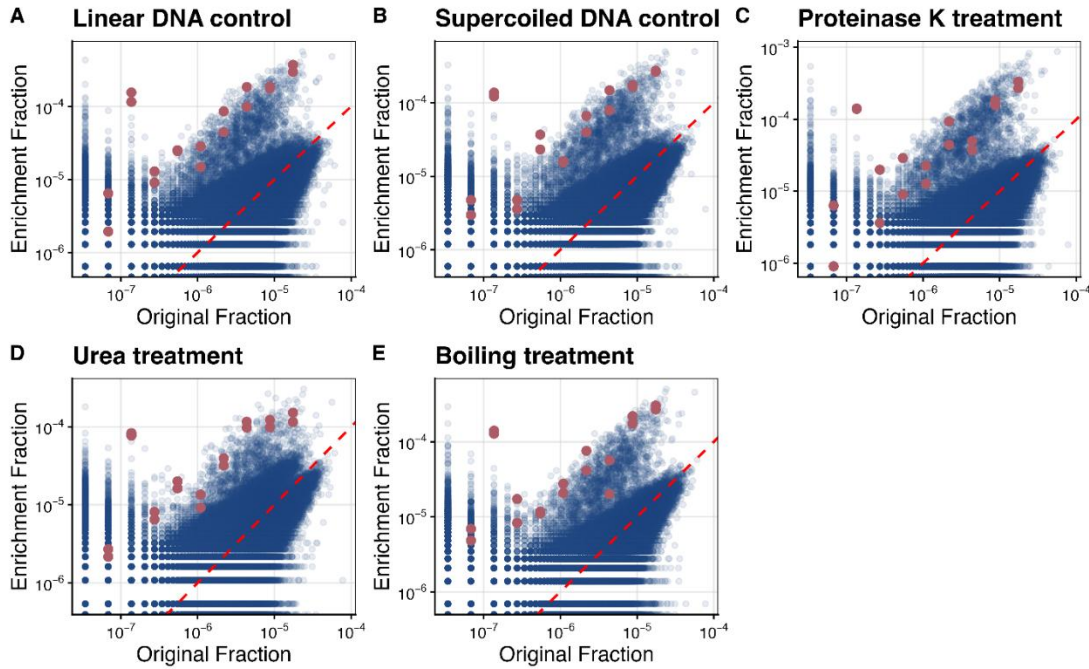 A Linear DNA control
Enrichment Fraction
10⁻⁴
10⁻⁵
10⁻⁶
10⁻⁷ 10⁻⁶ 10⁻⁵ 10⁻⁴
Original Fraction
B Supercoiled DNA control
Enrichment Fraction
10⁻⁴
10⁻⁵
10⁻⁶
10⁻⁷ 10⁻⁶ 10⁻⁵ 10⁻⁴
Original Fraction
C Proteinase K treatment
Enrichment Fraction
10⁻³
10⁻⁴
10⁻⁵
10⁻⁶
10⁻⁷ 10⁻⁶ 10⁻⁵ 10⁻⁴
Original Fraction
D Urea treatment
Enrichment Fraction
10⁻⁴
10⁻⁵
10⁻⁶
10⁻⁷ 10⁻⁶ 10⁻⁵ 10⁻⁴
Original Fraction
E Boiling treatment
Enrichment Fraction
10⁻⁴
10⁻⁵
10⁻⁶
10⁻⁷ 10⁻⁶ 10⁻⁵ 10⁻⁴
Original Fraction